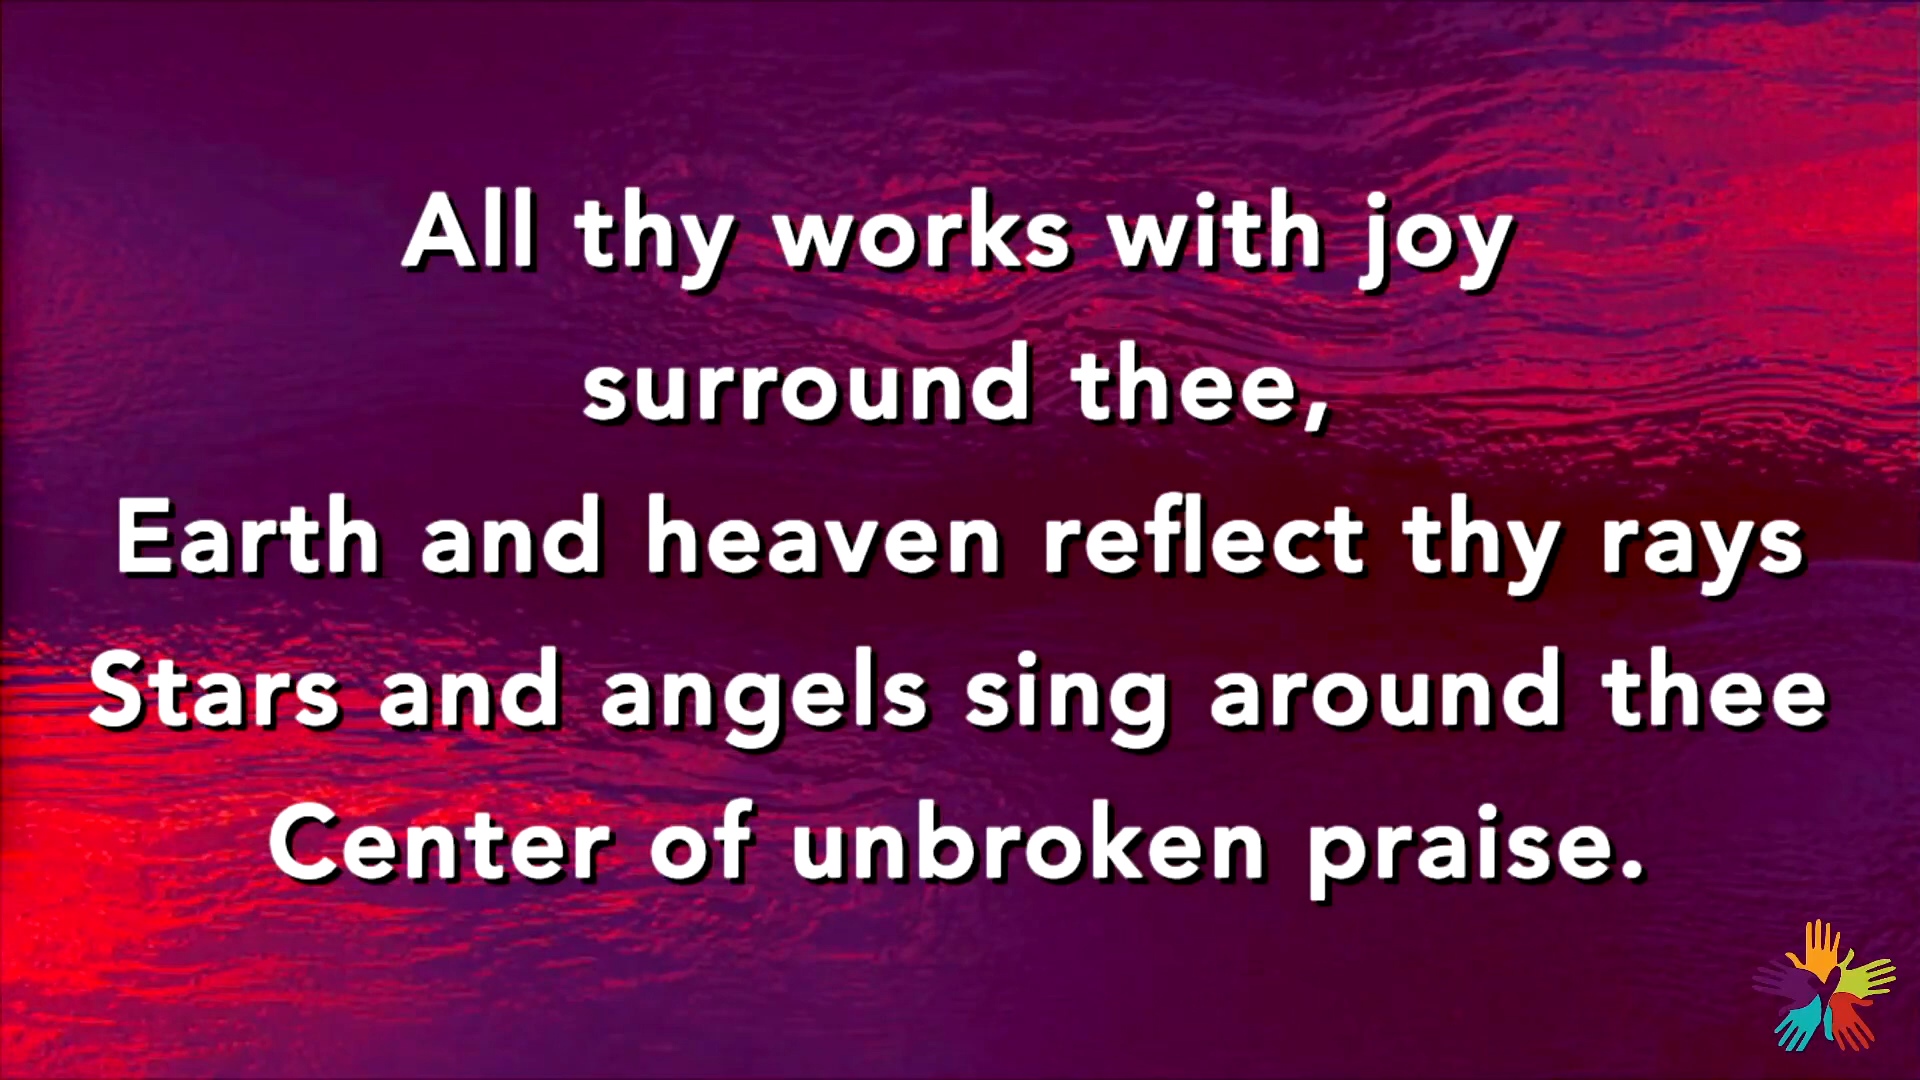 All thy works with joy
surround thee,
Earth and heaven reflect thy rays
Stars and angels sing around thee
Center of unbroken praise.